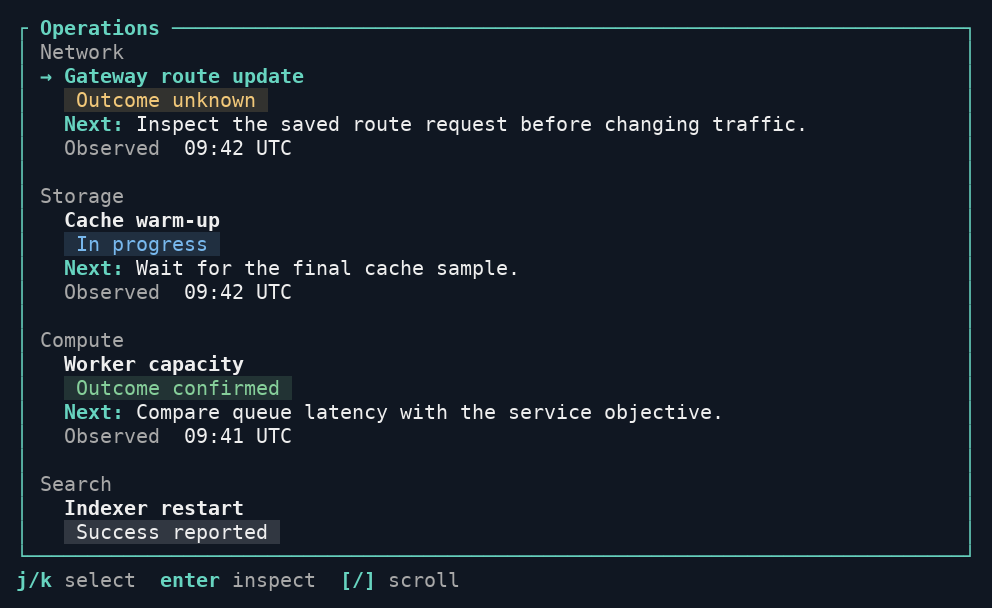 Operations
Network
→ Gateway route update
Outcome unknown
Next: Inspect the saved route request before changing traffic.
Observed  09:42 UTC
Storage
Cache warm-up
In progress
Next: Wait for the final cache sample.
Observed  09:42 UTC
Compute
Worker capacity
Outcome confirmed
Next: Compare queue latency with the service objective.
Observed  09:41 UTC
Search
Indexer restart
Success reported
j/k select  enter inspect  [/] scroll